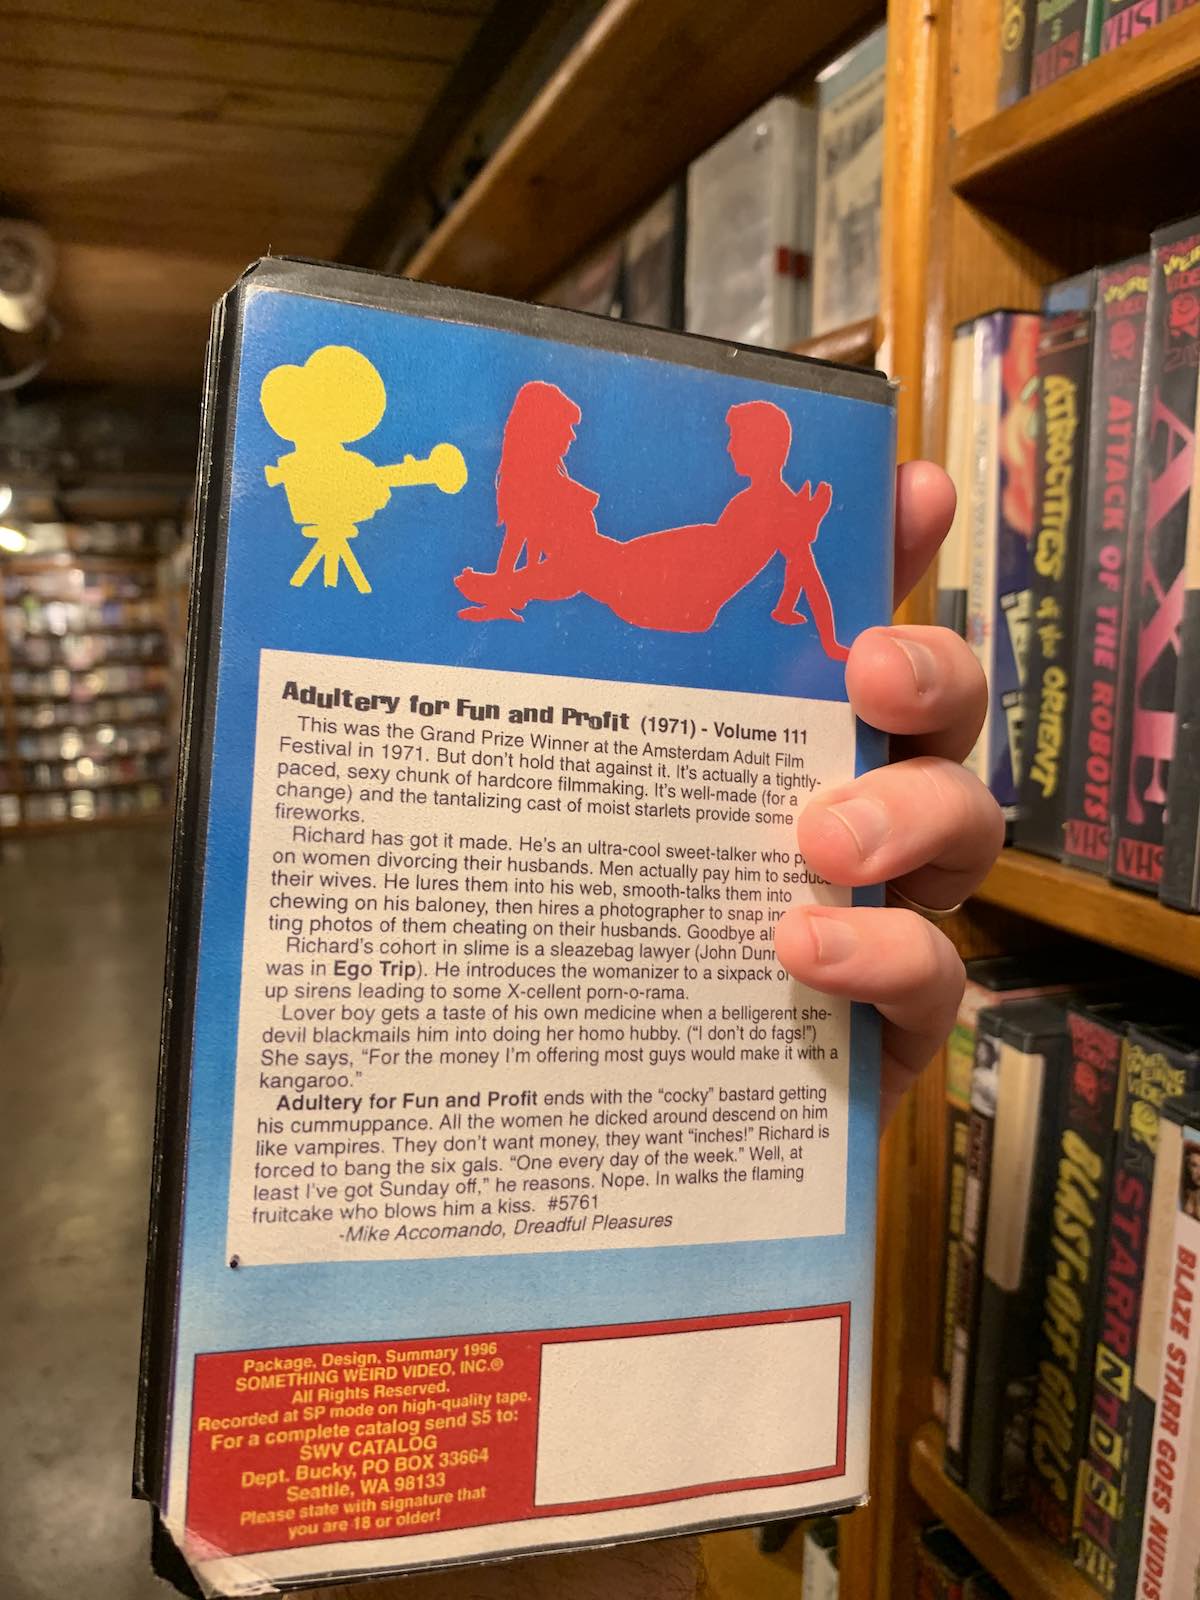 Adultery for Fun and Profit (1971) - Volume 111
This was the Grand Prize Winner at the Amsterdam Adult Film
Festival in 1971. But don't hold that against it. It's actually a tightly-
paced, sexy chunk of hardcore filmmaking. It's well-made (for a
change) and the tantalizing cast of moist starlets provide some
fireworks.
Richard has got it made. He's an ultra-cool sweet-talker who
on women divorcing their husbands. Men actually pay him to seduce
their wives. He lures them into his web, smooth-talks them into
chewing on his baloney, then hires a photographer to snap
ting photos of them cheating on their husbands. Goodbye
Richard's cohort in slime is a sleazebag lawyer (John
was in Ego Trip). He introduces the womanizer to a sixpack of
up sirens leading to some X-cellent porn-o-rama.
Lover boy gets a taste of his own medicine when a belligerent she-
devil blackmails him into doing her homo hubby. ("I don't do fags!")
She says, "For the money I'm offering most guys would make it with a
kangaroo."
Adultery for Fun and Profit ends with the "cocky" bastard getting
his cummuppance. All the women he dicked around descend on him
like vampires. They don't want money, they want "inches!" Richard is
forced to bang the six gals. "One every day of the week." Well, at
least I've got Sunday off," he reasons. Nope. In walks the flaming
fruitcake who blows him a kiss. #5761
-Mike Accomando, Dreadful Pleasures
Package, Design, Summary 1996
SOMETHING WEIRD VIDEO, INC.®
All Rights Reserved.
Recorded at SP mode on high-quality tape.
For a complete catalog send $5 to:
SWV CATALOG
Dept. Bucky, PO BOX 33664
Seattle, WA 98133
Please state with signature that
you are 18 or older!
ATROCITIES of the ORIENT
ATTACK OF THE ROBOTS
VHS
VHS
BLAST-OFF GIRLS
BLAZE STARR GOES NUDIS